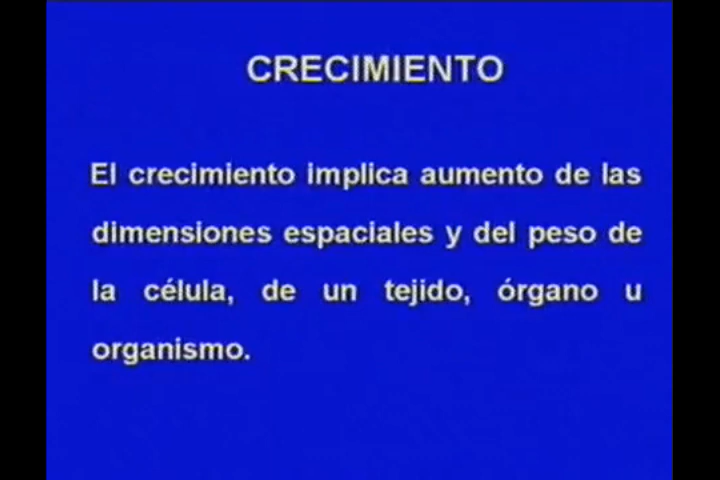 CRECIMIENTO
El crecimiento implica aumento de las
dimensiones espaciales y del peso de
la célula, de un tejido, órgano u
organismo.